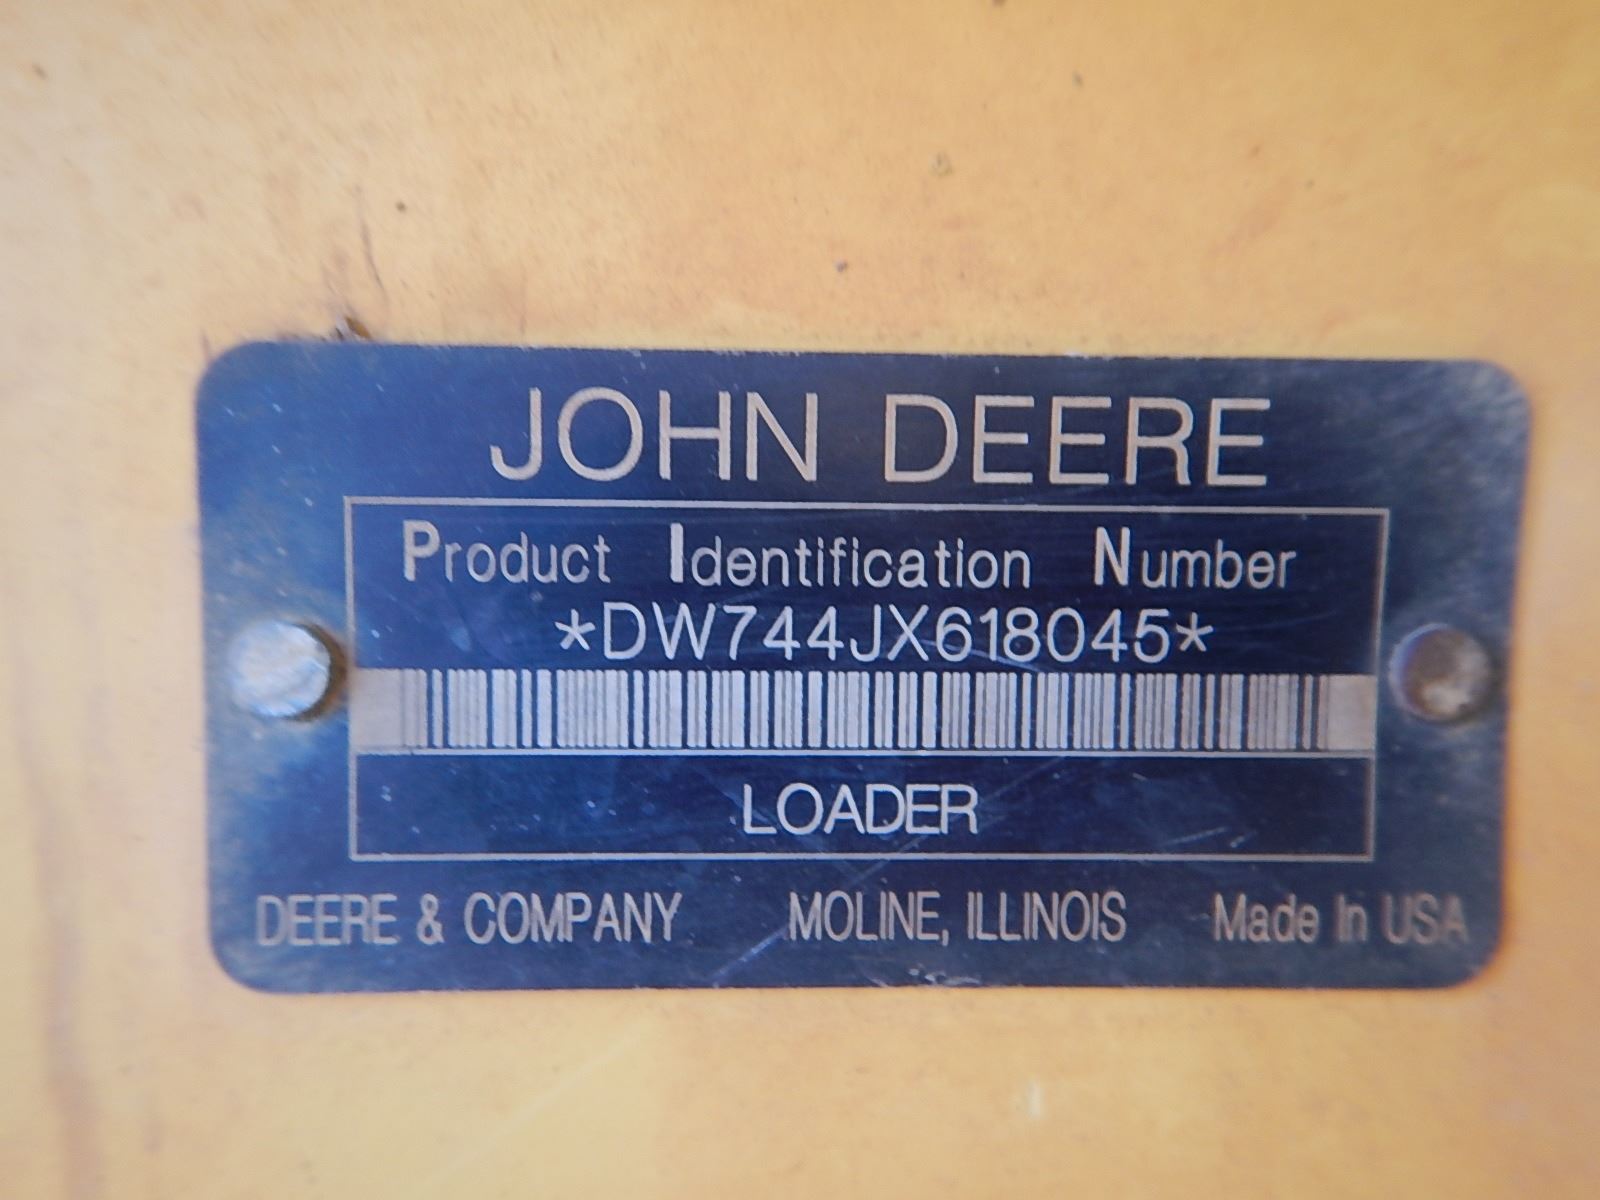 JOHN DEERE
Product Identification Number
*DW744JX618045*
LOADER
DEERE & COMPANY MOLINE, ILLINOIS Made In USA